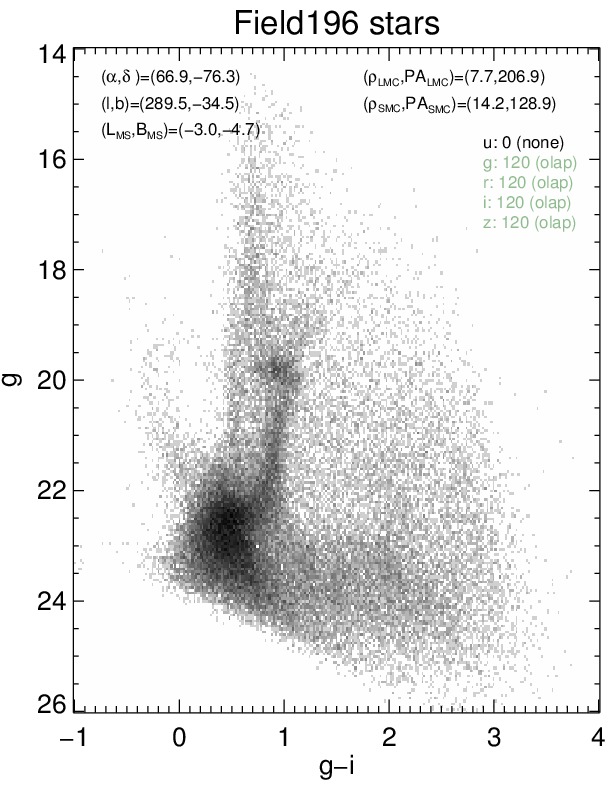 Field196 stars
14
(α,δ )=(66.9,−76.3)
(ρLMC,PALMC)=(7.7,206.9)
(l,b)=(289.5,−34.5)
(ρSMC,PASMC)=(14.2,128.9)
(LMS,BMS)=(−3.0,−4.7)
u: 0 (none)
16
g: 120 (olap)
r: 120 (olap)
i: 120 (olap)
z: 120 (olap)
18
g
20
22
24
26
−1 0 1 2 3 4
g−i